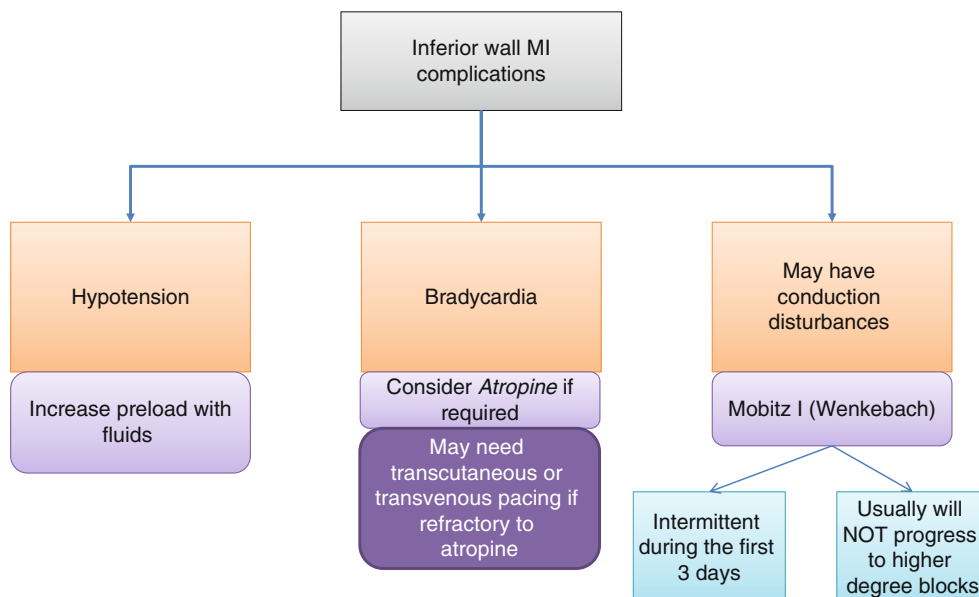 Inferior wall MI
complications
Hypotension
Increase preload with
fluids
Bradycardia
Consider Atropine if
required
May need
transcutaneous or
transvenous pacing if
refractory to
atropine
May have
conduction
disturbances
Mobitz I (Wenkebach)
Intermittent
during the first
3 days
Usually will
NOT progress
to higher
degree blocks